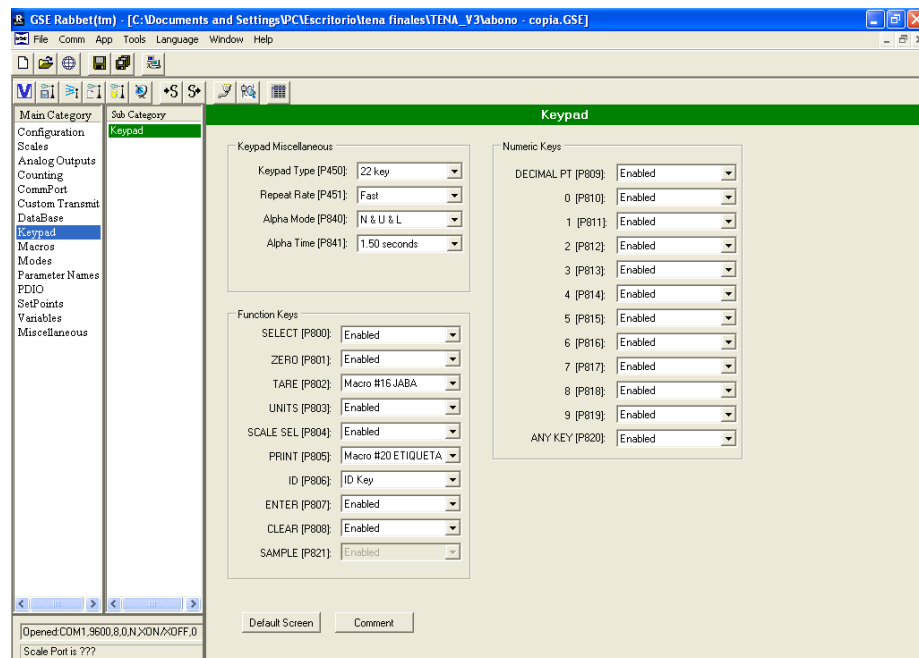 GSE Rabbet(tm) - [C:\Documents and Settings\PC\Escritorio\tena finales\TENA_V3\abono - copia.GSE]
File Comm App Tools Language Window Help
Main Category
Configuration
Scales
Analog Outputs
Counting
CommPort
Custom Transmit
DataBase
Keypad
Macros
Modes
Parameter Names
PDIO
SetPoints
Variables
Miscellaneous
Sub Category
Keypad
Keypad
Keypad Miscellaneous
Keypad Type [P450]: 22 key
Repeat Rate [P451]: Fast
Alpha Mode [P840]: N & U & L
Alpha Time [P841]: 1.50 seconds
Function Keys
SELECT [P800]: Enabled
ZERO [P801]: Enabled
TARE [P802]: Macro #16 JABA
UNITS [P803]: Enabled
SCALE SEL [P804]: Enabled
PRINT [P805]: Macro #20 ETIQUETA
ID [P806]: ID Key
ENTER [P807]: Enabled
CLEAR [P808]: Enabled
SAMPLE [P821]: Enabled
Numeric Keys
DECIMAL PT [P809]: Enabled
0 [P810]: Enabled
1 [P811]: Enabled
2 [P812]: Enabled
3 [P813]: Enabled
4 [P814]: Enabled
5 [P815]: Enabled
6 [P816]: Enabled
7 [P817]: Enabled
8 [P818]: Enabled
9 [P819]: Enabled
ANY KEY [P820]: Enabled
Default Screen
Comment
Opened:COM1,9600,8,0,N,XON/XOFF,0
Scale Port is ???